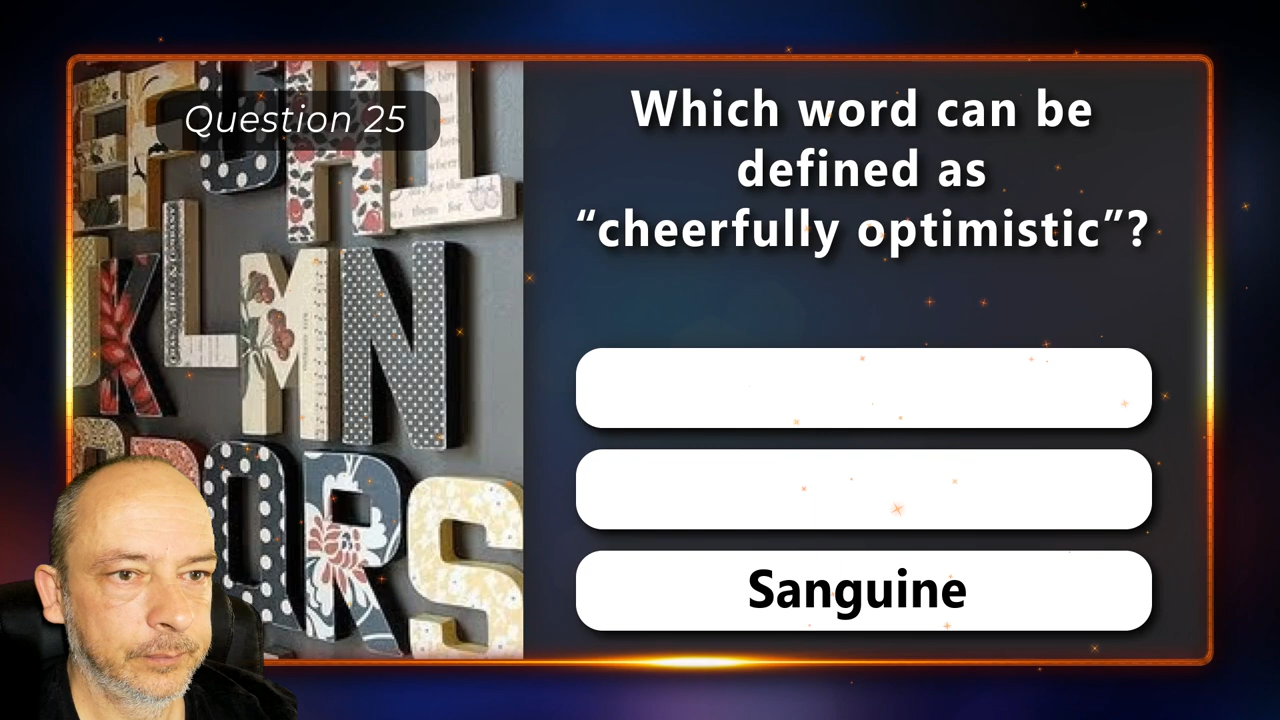 Question 25
Which word can be
defined as
“cheerfully optimistic”?
Sanguine
E F G H I
K L M N
Q R S